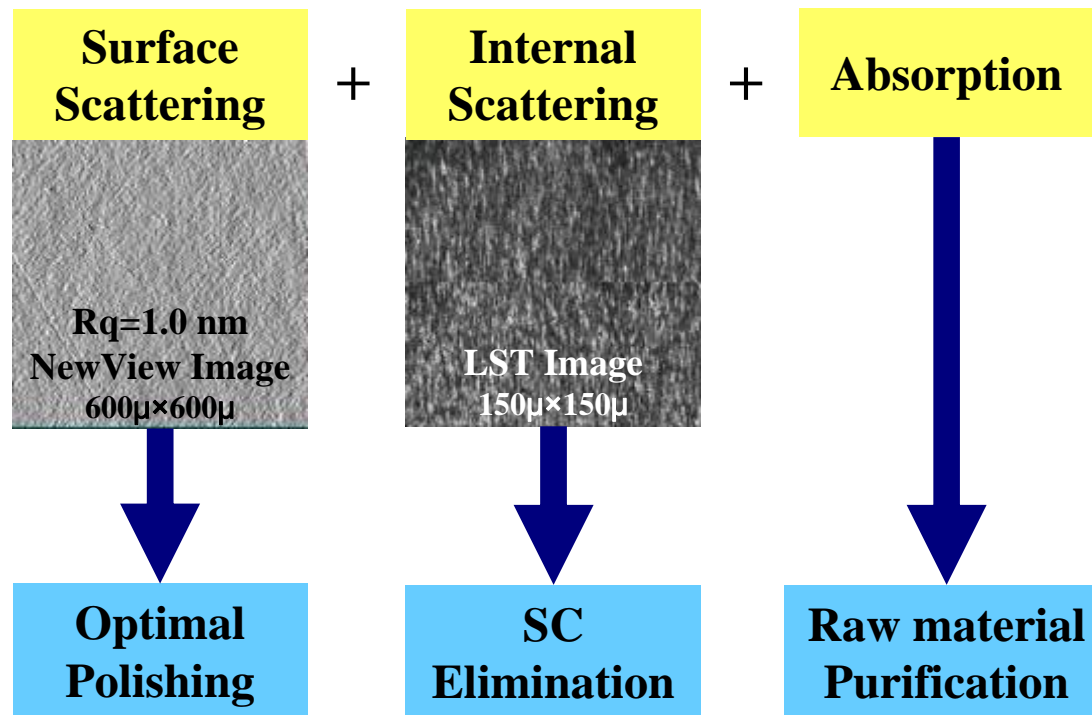 Surface
Scattering
+
Internal
Scattering
+
Absorption
Rq=1.0 nm
NewView Image
600μ×600μ
LST Image
150μ×150μ
Optimal
Polishing
SC
Elimination
Raw material
Purification